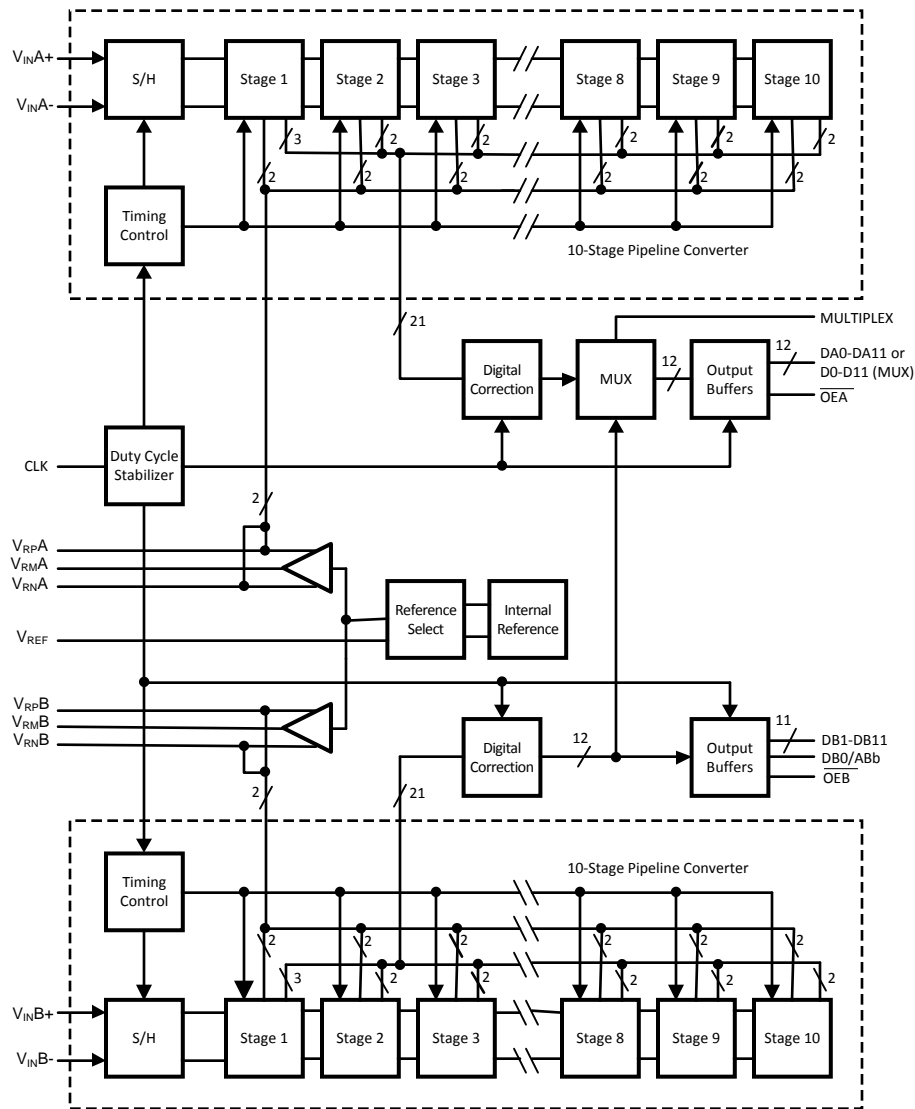 VINA+
VINA-
S/H
Stage 1
Stage 2
Stage 3
Stage 8
Stage 9
Stage 10
3
2
2
2
2
2
2
2
2
2
2
2
Timing
Control
10-Stage Pipeline Converter
21
MULTIPLEX
Digital
Correction
MUX
12
Output
Buffers
12
DA0-DA11 or
D0-D11 (MUX)
OEA
CLK
Duty Cycle
Stabilizer
2
VRPA
VRMA
VRNA
Reference
Select
Internal
Reference
VREF
VRPB
VRMB
VRNB
Digital
Correction
12
Output
Buffers
11
DB1-DB11
DB0/ABb
OEB
2
21
Timing
Control
10-Stage Pipeline Converter
2
2
2
2
2
2
3
2
2
2
2
2
VINB+
VINB-
S/H
Stage 1
Stage 2
Stage 3
Stage 8
Stage 9
Stage 10